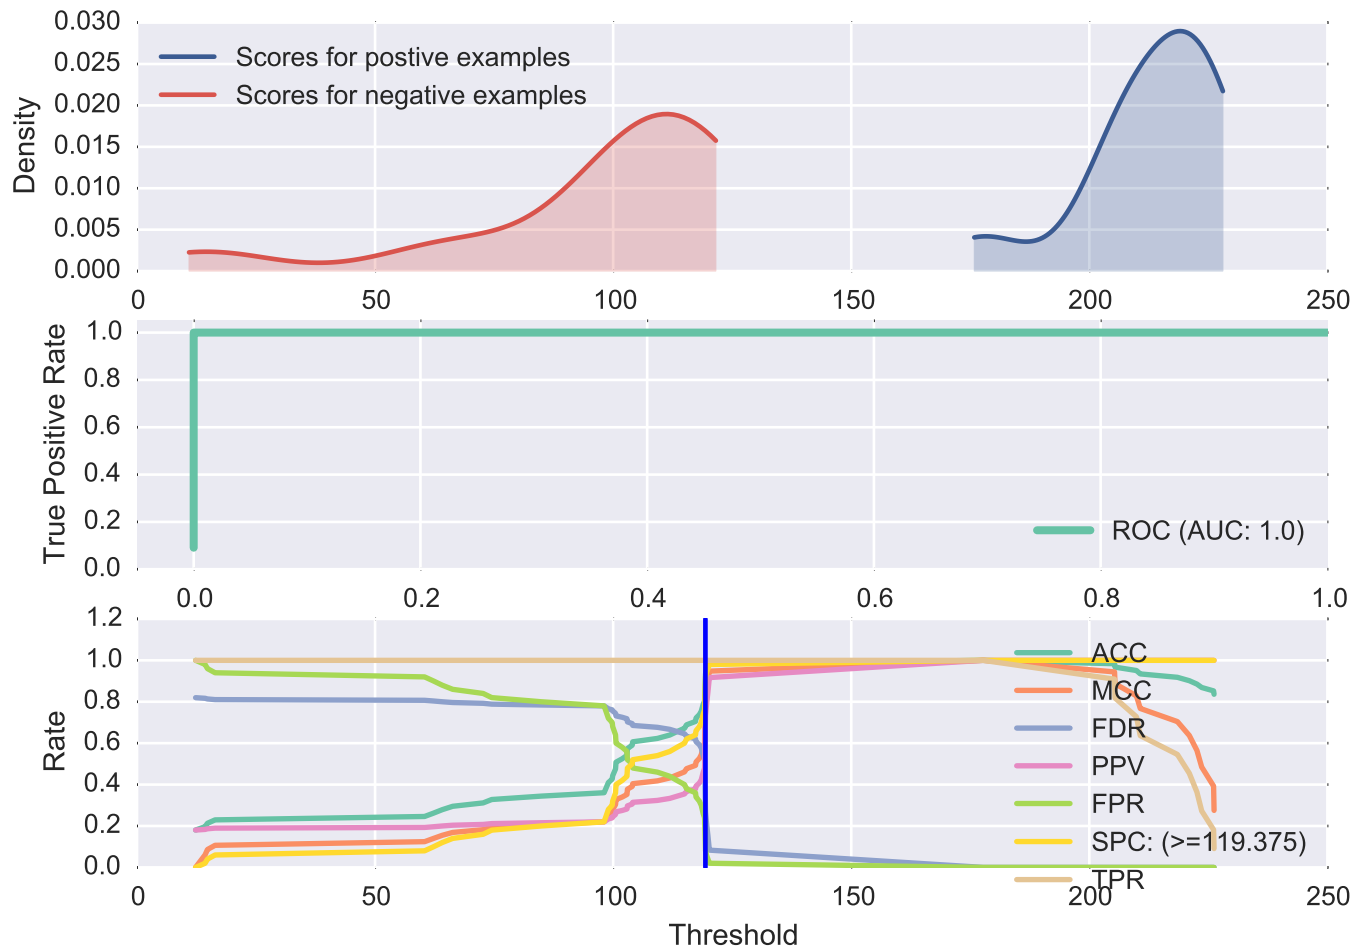 0.030
0.025
0.020
0.015
0.010
0.005
0.000
Density
Scores for postive examples
Scores for negative examples
0 50 100 150 200 250
1.0
0.8
0.6
0.4
0.2
0.0
True Positive Rate
ROC (AUC: 1.0)
0.0 0.2 0.4 0.6 0.8 1.0
1.2
1.0
0.8
0.6
0.4
0.2
0.0
Rate
ACC
MCC
FDR
PPV
FPR
SPC: (>=119.375)
TPR
0 50 100 150 200 250
Threshold